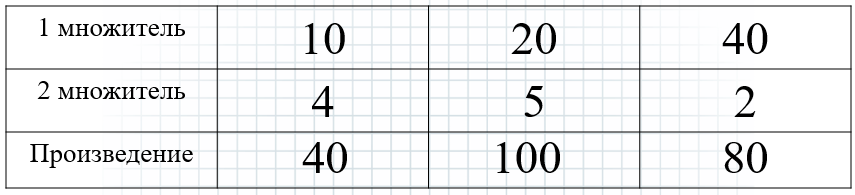 1 множитель 10 20 40
2 множитель 4 5 2
Произведение 40 100 80